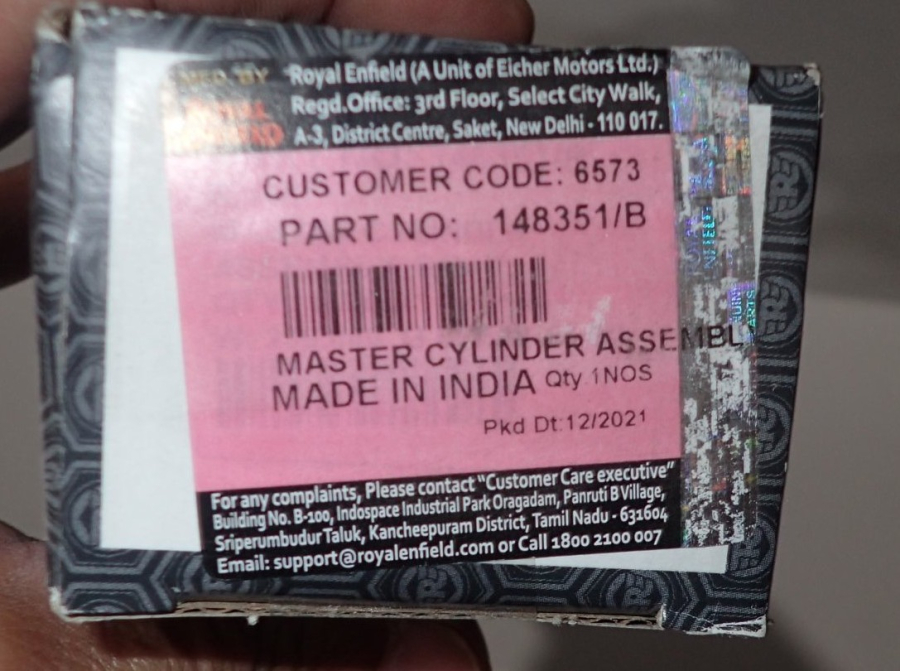 MKD BY Royal Enfield (A Unit of Eicher Motors Ltd.)
Regd.Office: 3rd Floor, Select City Walk,
A-3, District Centre, Saket, New Delhi - 110 017.
CUSTOMER CODE: 6573
PART NO: 148351/B
MASTER CYLINDER ASSEMBL
MADE IN INDIA Qty 1NOS
Pkd Dt:12/2021
For any complaints, Please contact "Customer Care executive"
Building No. B-100, Indospace Industrial Park Oragadam, Panruti B Village,
Sriperumbudur Taluk, Kancheepuram District, Tamil Nadu - 631604
Email: support@royalenfield.com or Call 1800 2100 007